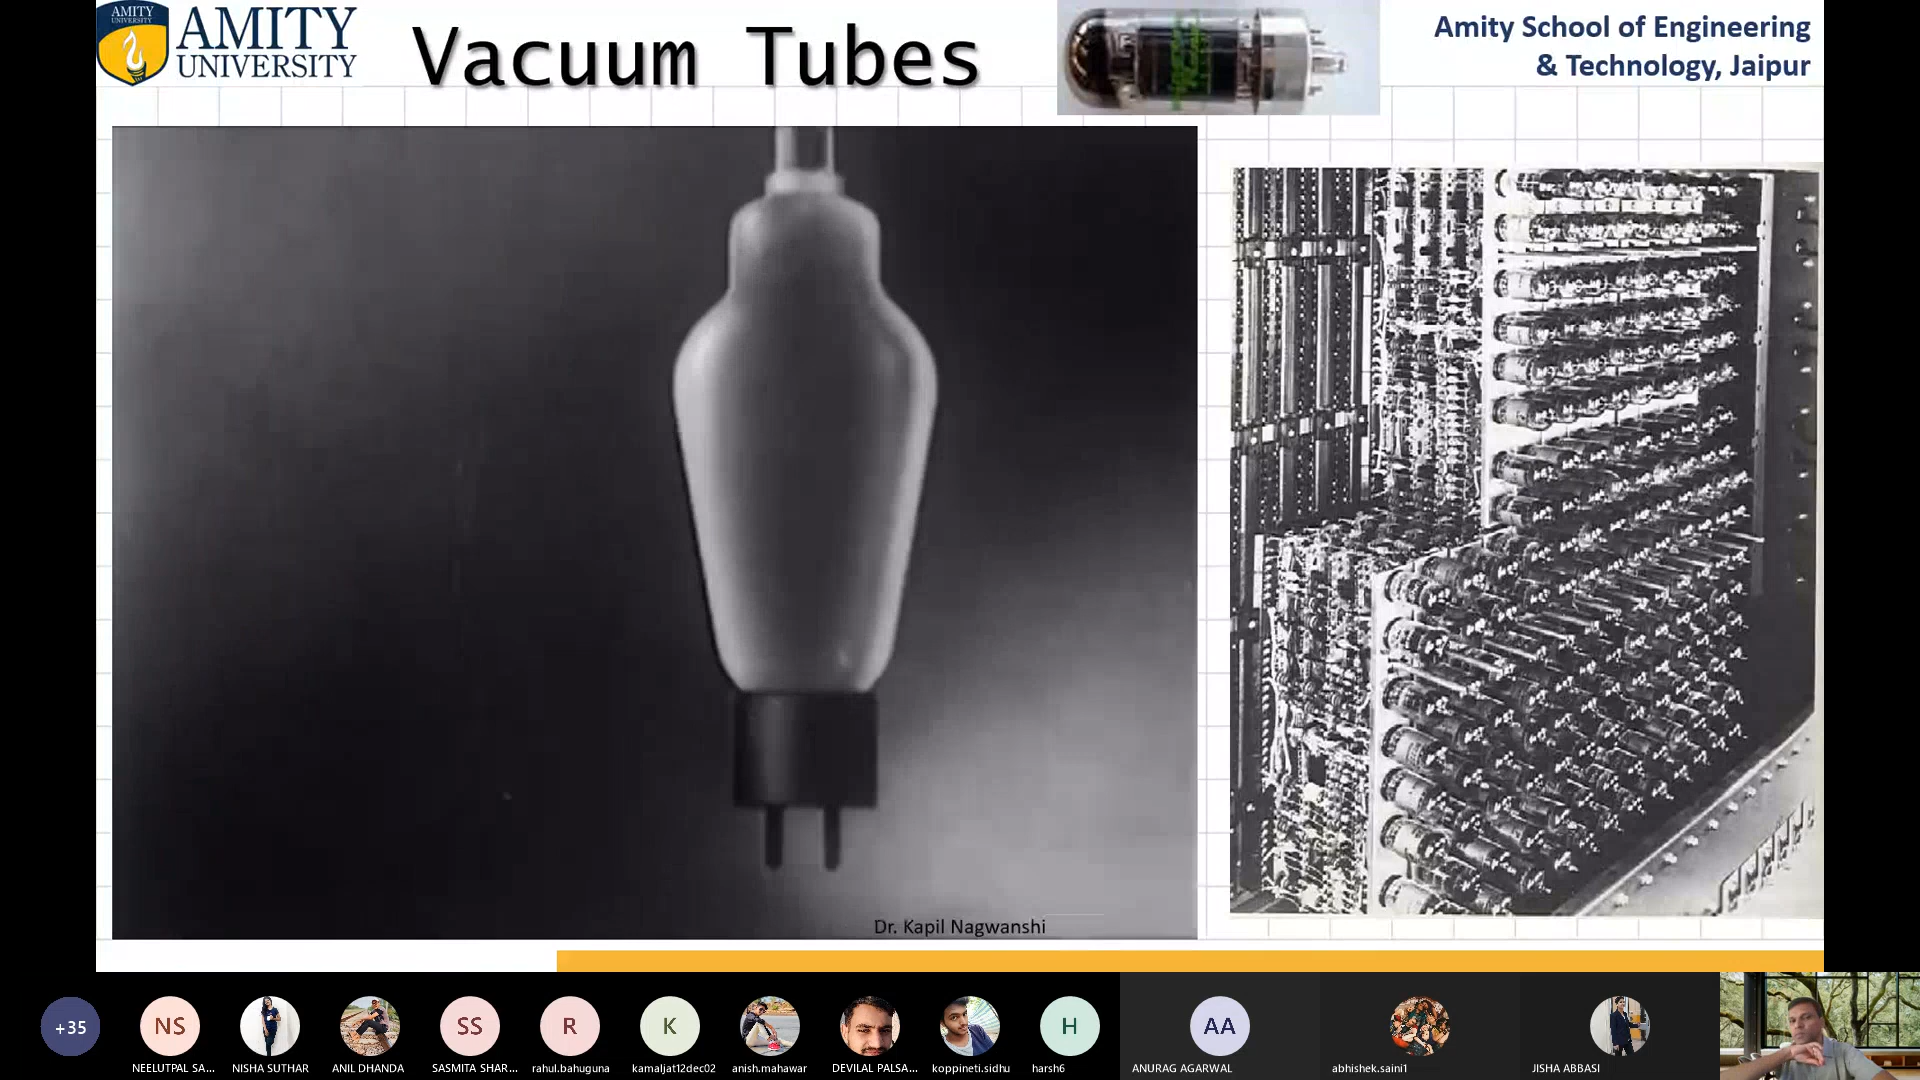 AMITY
UNIVERSITY
AMITY
UNIVERSITY
Vacuum Tubes
Amity School of Engineering
& Technology, Jaipur
Dr. Kapil Nagwanshi
+35
NS
SS
R
K
H
AA
NEELUTPAL SA...
NISHA SUTHAR
ANIL DHANDA
SASMITA SHAR...
rahul.bahuguna
kamaljat12dec02
anish.mahawar
DEVILAL PALSA...
koppineti.sidhu
harsh6
ANURAG AGARWAL
abhishek.saini1
JISHA ABBASI